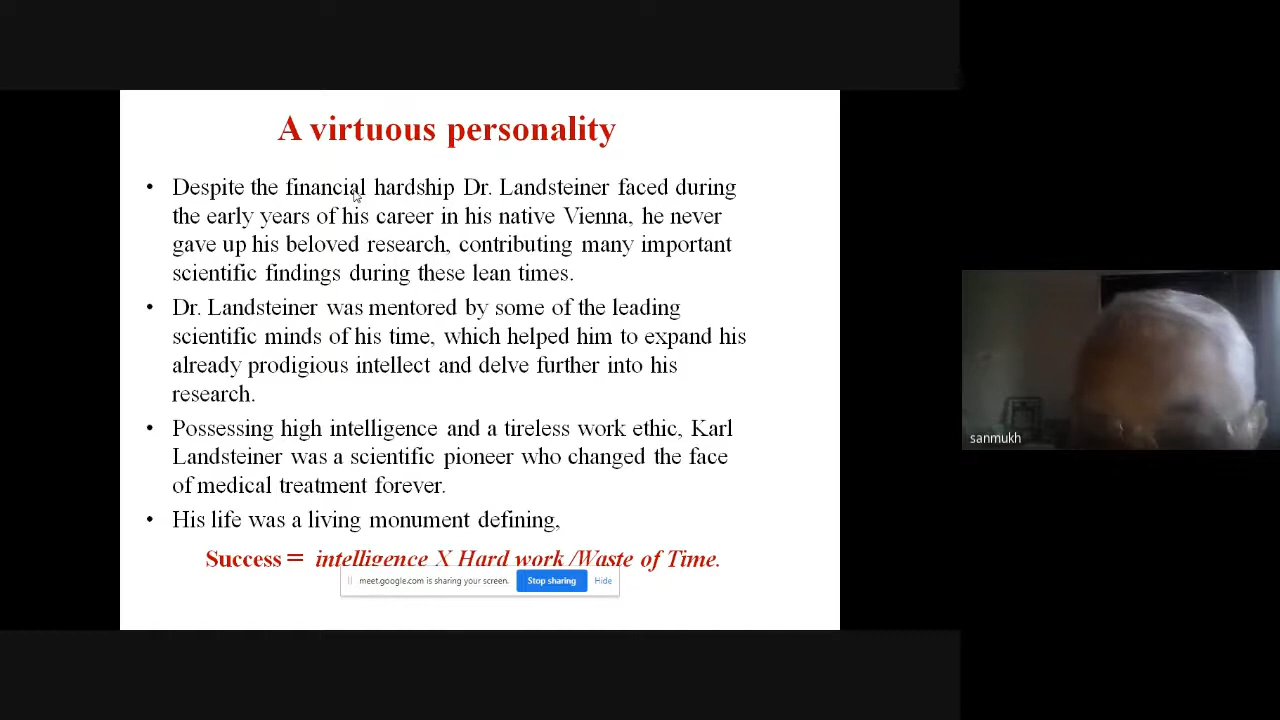 A virtuous personality
• Despite the financial hardship Dr. Landsteiner faced during
the early years of his career in his native Vienna, he never
gave up his beloved research, contributing many important
scientific findings during these lean times.
• Dr. Landsteiner was mentored by some of the leading
scientific minds of his time, which helped him to expand his
already prodigious intellect and delve further into his
research.
• Possessing high intelligence and a tireless work ethic, Karl
Landsteiner was a scientific pioneer who changed the face
of medical treatment forever.
• His life was a living monument defining,
Success = intelligence X Hard work /Waste of Time.
meet.google.com is sharing your screen. Stop sharing Hide
sanmukh